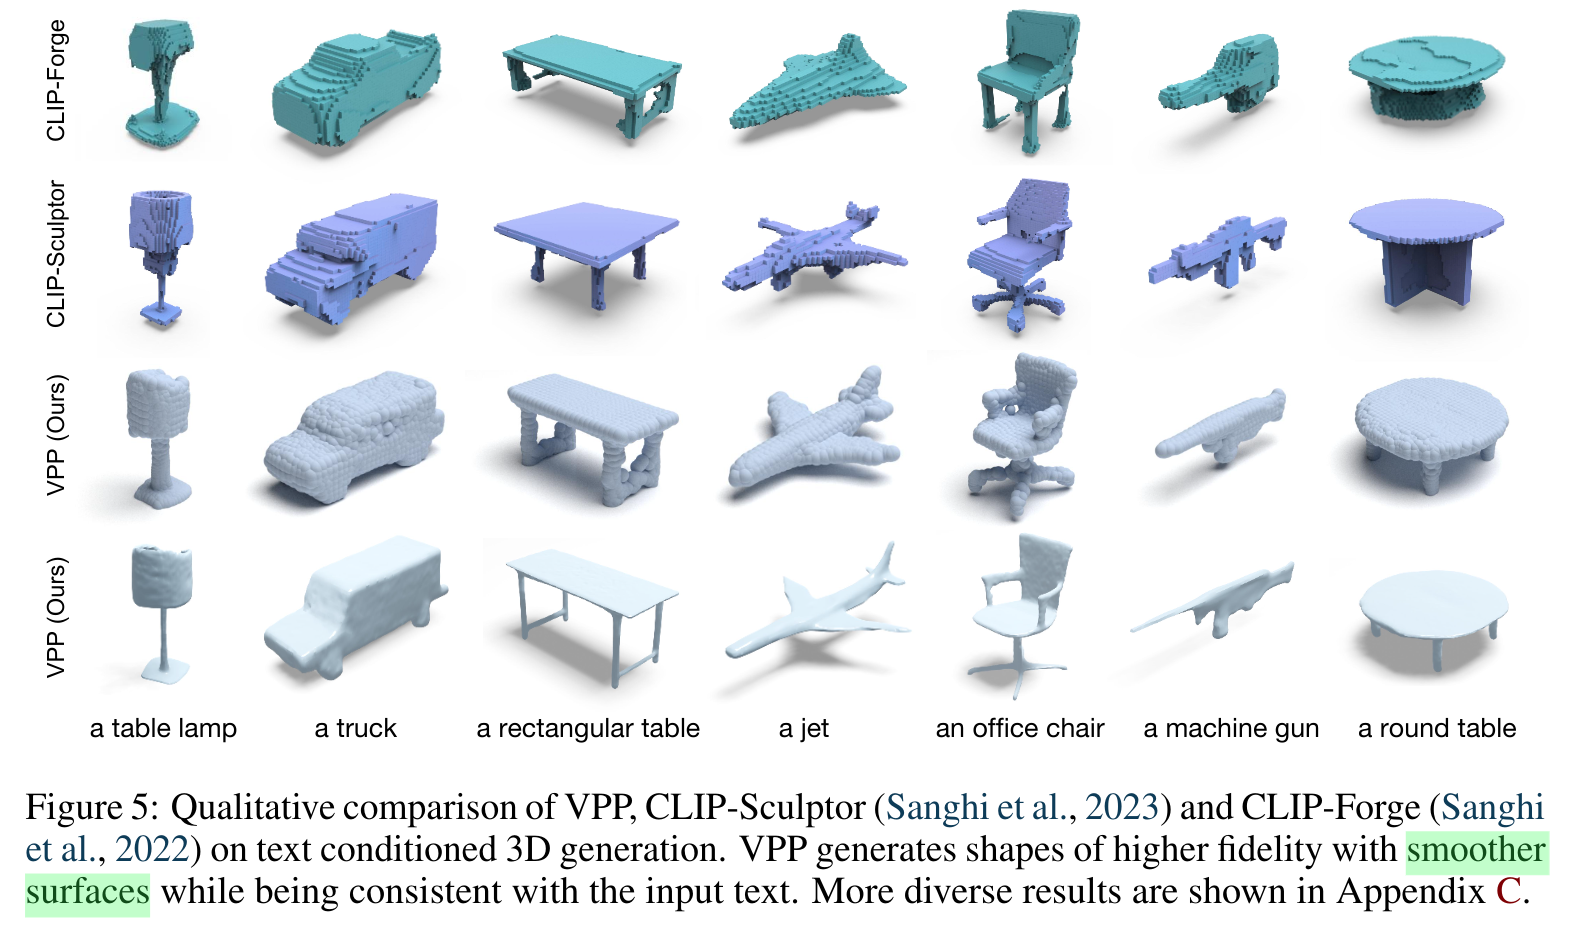 CLIP-Forge
CLIP-Sculptor
VPP (Ours)
VPP (Ours)
a table lamp
a truck
a rectangular table
a jet
an office chair
a machine gun
a round table
Figure 5: Qualitative comparison of VPP, CLIP-Sculptor (Sanghi et al., 2023) and CLIP-Forge (Sanghi
et al., 2022) on text conditioned 3D generation. VPP generates shapes of higher fidelity with smoother
surfaces while being consistent with the input text. More diverse results are shown in Appendix C.